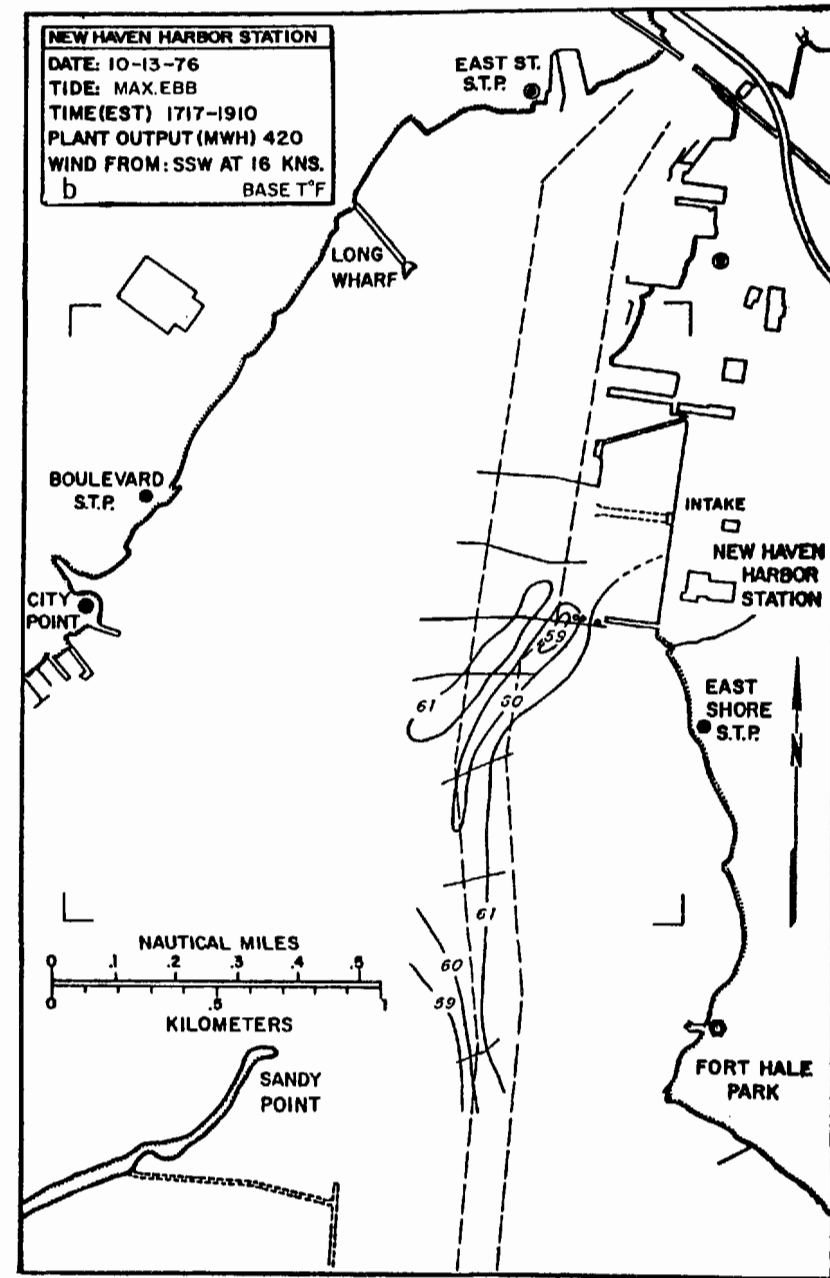 NEW HAVEN HARBOR STATION
DATE: 10-13-76
TIDE: MAX.EBB
TIME(EST) 1717-1910
PLANT OUTPUT (MWH) 420
WIND FROM: SSW AT 16 KNS.
b BASE T°F
EAST ST.
S.T.P.
LONG
WHARF
BOULEVARD
S.T.P.
INTAKE
NEW HAVEN
HARBOR
STATION
CITY
POINT
59
61
50
EAST
SHORE
S.T.P.
N
61
60
59
NAUTICAL MILES
0 .1 .2 .3 .4 .5
0 .5 1
KILOMETERS
SANDY
POINT
FORT HALE
PARK